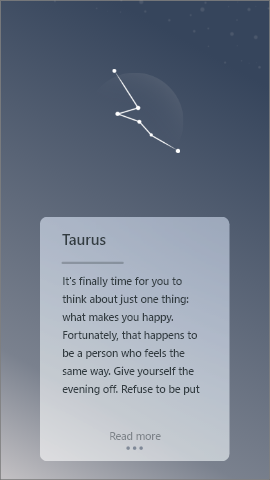 Taurus
It's finally time for you to
think about just one thing:
what makes you happy.
Fortunately, that happens to
be a person who feels the
same way. Give yourself the
evening off. Refuse to be put
Read more